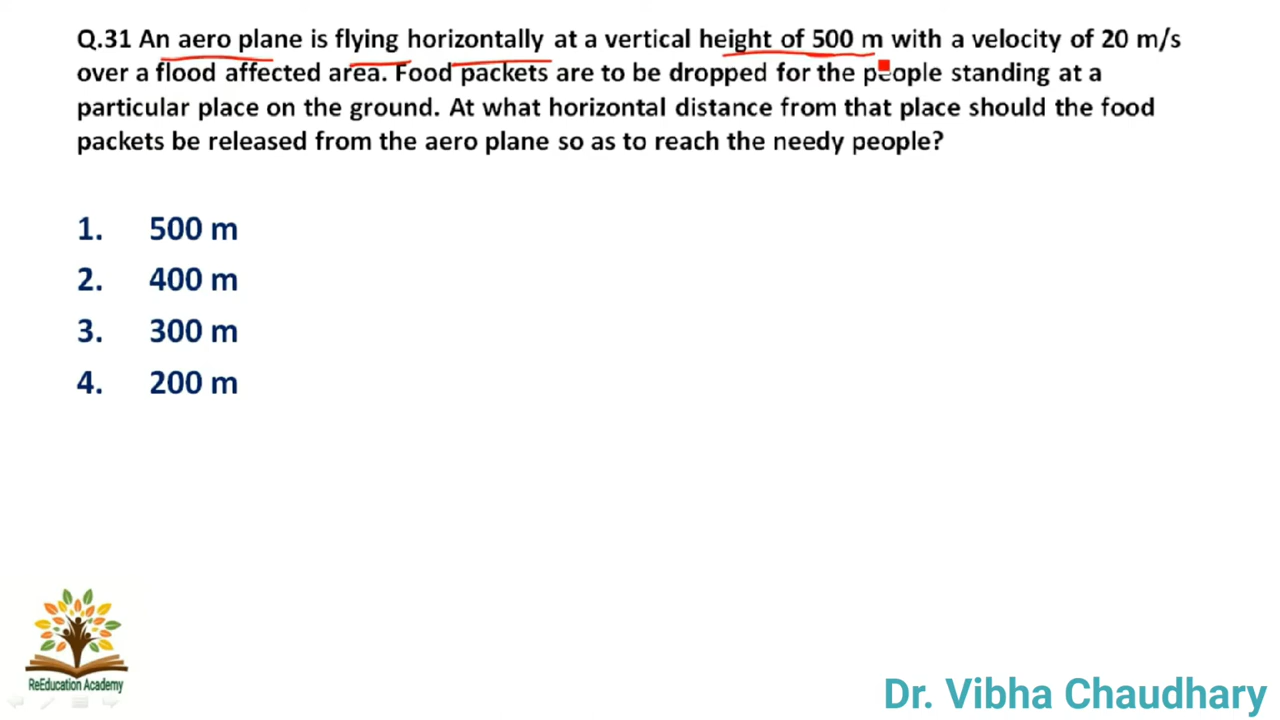 Q.31 An aero plane is flying horizontally at a vertical height of 500 m with a velocity of 20 m/s
over a flood affected area. Food packets are to be dropped for the people standing at a
particular place on the ground. At what horizontal distance from that place should the food
packets be released from the aero plane so as to reach the needy people?
1. 500 m
2. 400 m
3. 300 m
4. 200 m
ReEducation Academy
Dr. Vibha Chaudhary